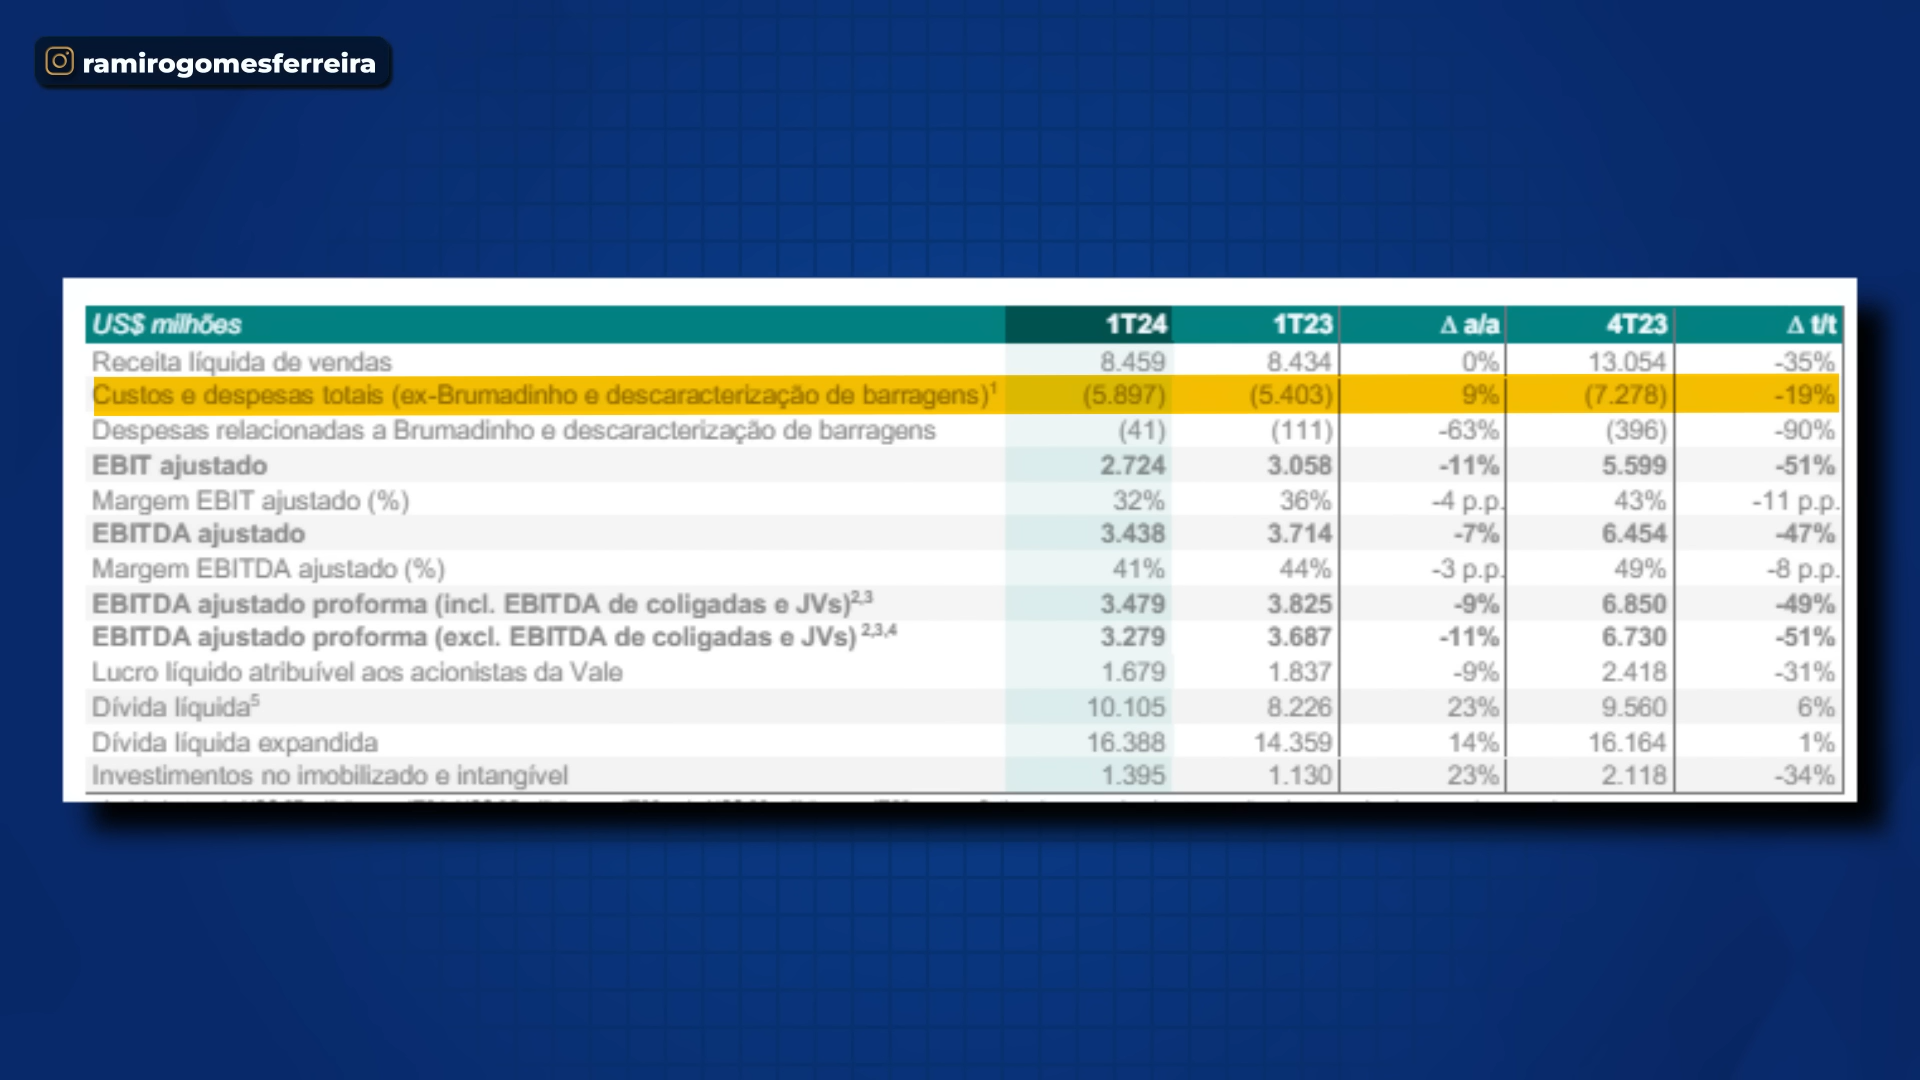 ramirogomesferreira
US$ milhões 1T24 1T23 Δ a/a 4T23 Δ t/t
Receita líquida de vendas 8.459 8.434 0% 13.054 -35%
Custos e despesas totais (ex-Brumadinho e descaracterização de barragens)¹ (5.897) (5.403) 9% (7.278) -19%
Despesas relacionadas a Brumadinho e descaracterização de barragens (41) (111) -63% (396) -90%
EBIT ajustado 2.724 3.058 -11% 5.599 -51%
Margem EBIT ajustado (%) 32% 36% -4 p.p. 43% -11 p.p.
EBITDA ajustado 3.438 3.714 -7% 6.454 -47%
Margem EBITDA ajustado (%) 41% 44% -3 p.p. 49% -8 p.p.
EBITDA ajustado proforma (incl. EBITDA de coligadas e JVs)²,³ 3.479 3.825 -9% 6.850 -49%
EBITDA ajustado proforma (excl. EBITDA de coligadas e JVs) ²,³,⁴ 3.279 3.687 -11% 6.730 -51%
Lucro líquido atribuível aos acionistas da Vale 1.679 1.837 -9% 2.418 -31%
Dívida líquida⁵ 10.105 8.226 23% 9.560 6%
Dívida líquida expandida 16.388 14.359 14% 16.164 1%
Investimentos no imobilizado e intangível 1.395 1.130 23% 2.118 -34%